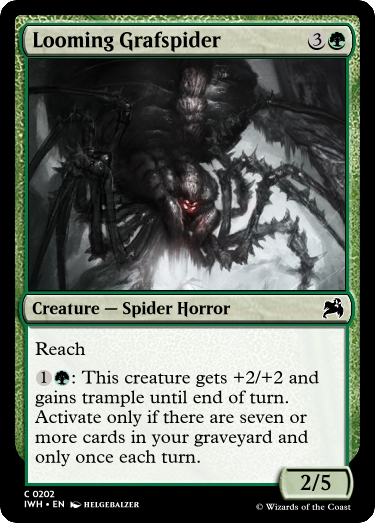 Looming Grafspider 3
Creature — Spider Horror
Reach
1 : This creature gets +2/+2 and
gains trample until end of turn.
Activate only if there are seven or
more cards in your graveyard and
only once each turn.
2/5
C 0202
IWH • EN HELGEBALZER
© Wizards of the Coast